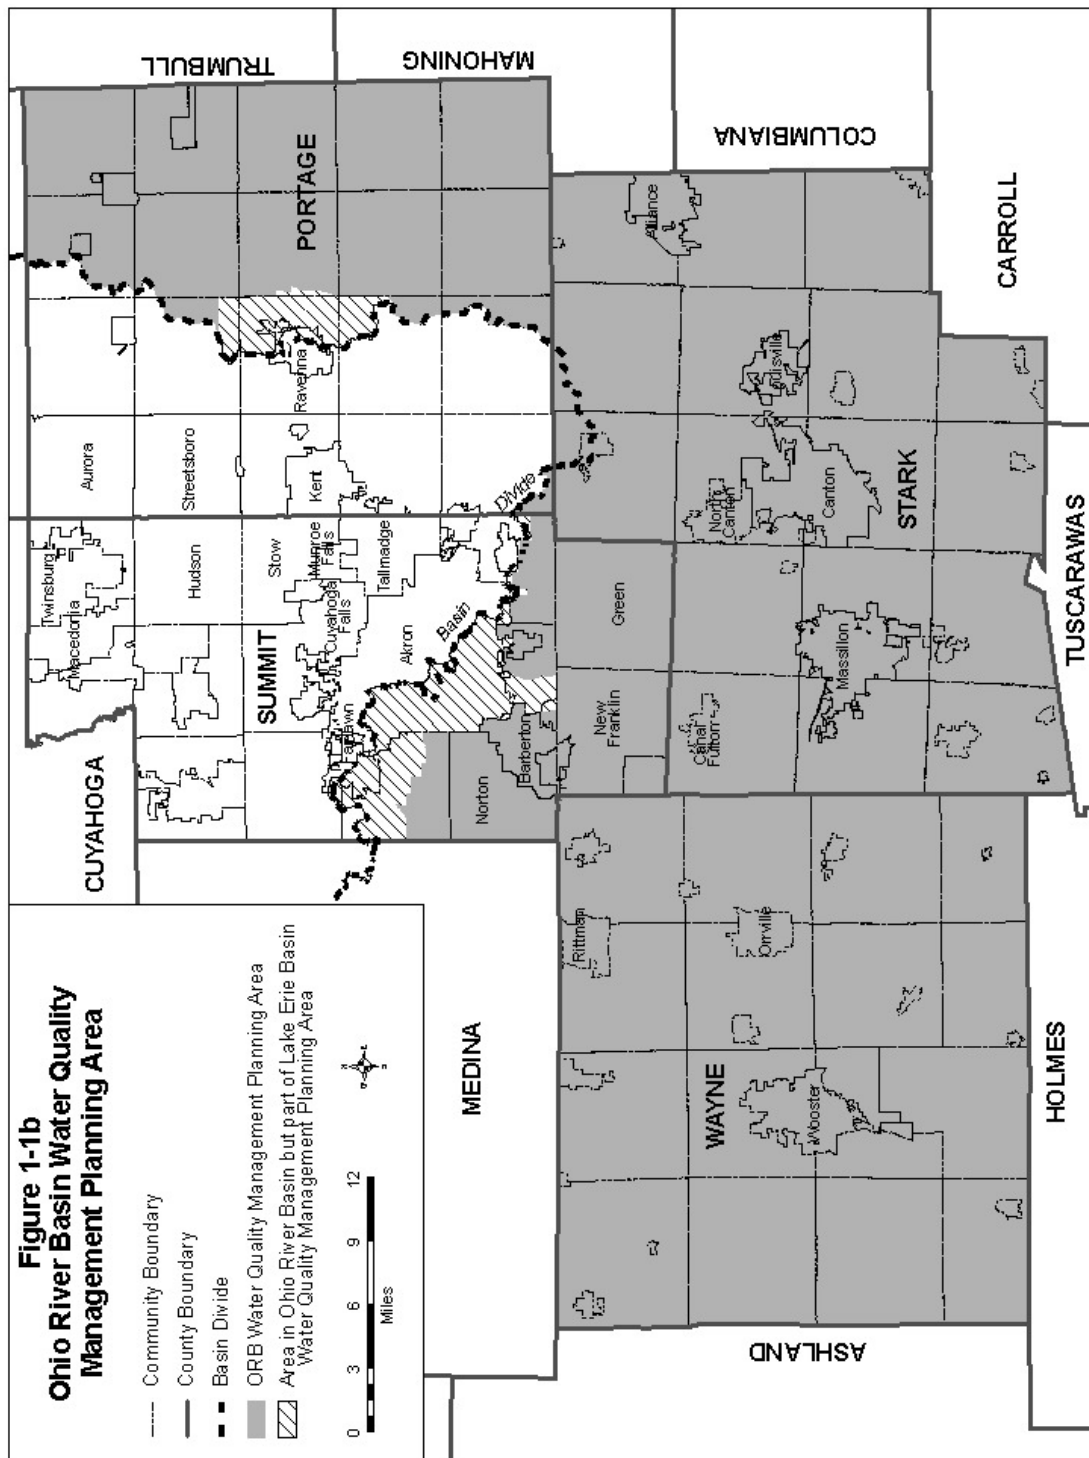 Figure 1-1b
Ohio River Basin Water Quality
Management Planning Area
Community Boundary
County Boundary
Basin Divide
ORB Water Quality Management Planning Area
Area in Ohio River Basin but part of Lake Erie Basin
Water Quality Management Planning Area
0 3 6 9 12
Miles
CUYAHOGA
TRUMBULL
MAHONING
COLUMBIANA
CARROLL
TUSCARAWAS
HOLMES
ASHLAND
MEDINA
SUMMIT
PORTAGE
STARK
WAYNE
Twinsburg
Macedonia
Aurora
Hudson
Streetsboro
Stow
Munroe
Falls
Cuyahoga
Falls
Kent
Ravenna
Tallmadge
Akron
Basin
Divide
Norton
Barberton
New
Franklin
Green
Canal
Fulton
North
Canton
Canton
Louisville
Alliance
Massillon
Rittman
Orrville
Wooster